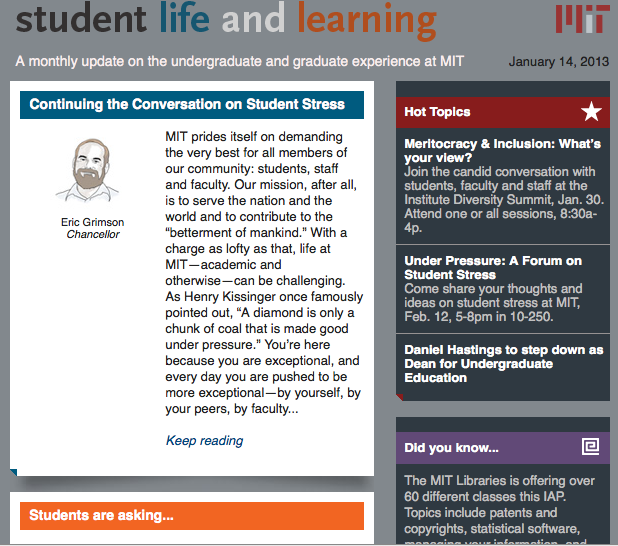 student life and learning
MIT
A monthly update on the undergraduate and graduate experience at MIT
January 14, 2013
Continuing the Conversation on Student Stress
Eric Grimson
Chancellor
MIT prides itself on demanding
the very best for all members of
our community: students, staff
and faculty. Our mission, after all,
is to serve the nation and the
world and to contribute to the
“betterment of mankind.” With a
charge as lofty as that, life at
MIT—academic and
otherwise—can be challenging.
As Henry Kissinger once famously
pointed out, “A diamond is only a
chunk of coal that is made good
under pressure.” You’re here
because you are exceptional, and
every day you are pushed to be
more exceptional—by yourself, by
your peers, by faculty...
Keep reading
Students are asking...
Hot Topics
Meritocracy & Inclusion: What’s
your view?
Join the candid conversation with
students, faculty and staff at the
Institute Diversity Summit, Jan. 30.
Attend one or all sessions, 8:30a-
4p.
Under Pressure: A Forum on
Student Stress
Come share your thoughts and
ideas on student stress at MIT,
Feb. 12, 5-8pm in 10-250.
Daniel Hastings to step down as
Dean for Undergraduate
Education
Did you know...
The MIT Libraries is offering over
60 different classes this IAP.
Topics include patents and
copyrights, statistical software,
managing your information, and